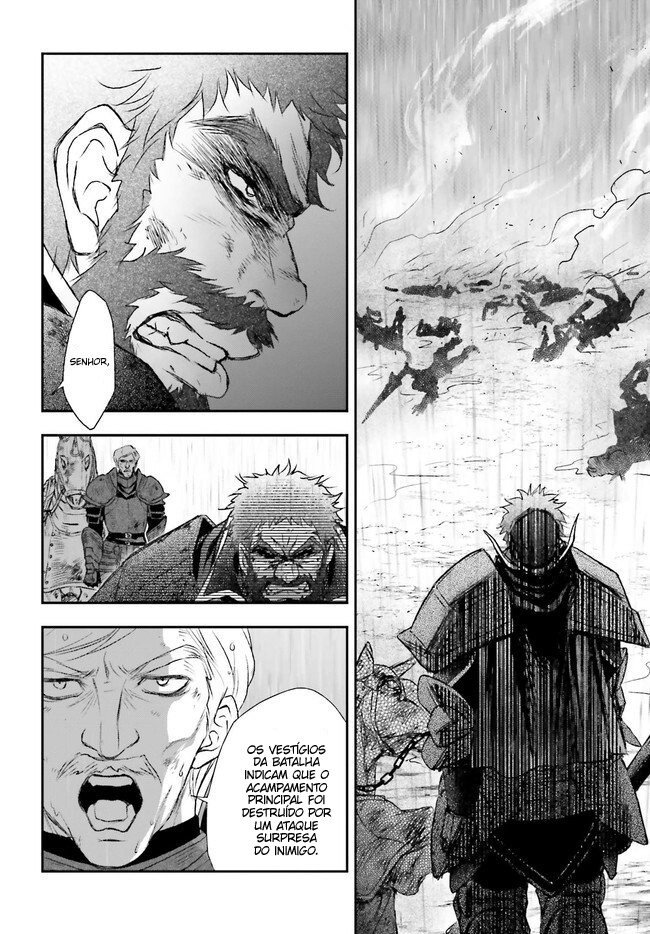 SENHOR,
OS VESTÍGIOS
DA BATALHA
INDICAM QUE O
ACAMPAMENTO
PRINCIPAL FOI
DESTRUÍDO POR
UM ATAQUE
SURPRESA
DO INIMIGO.